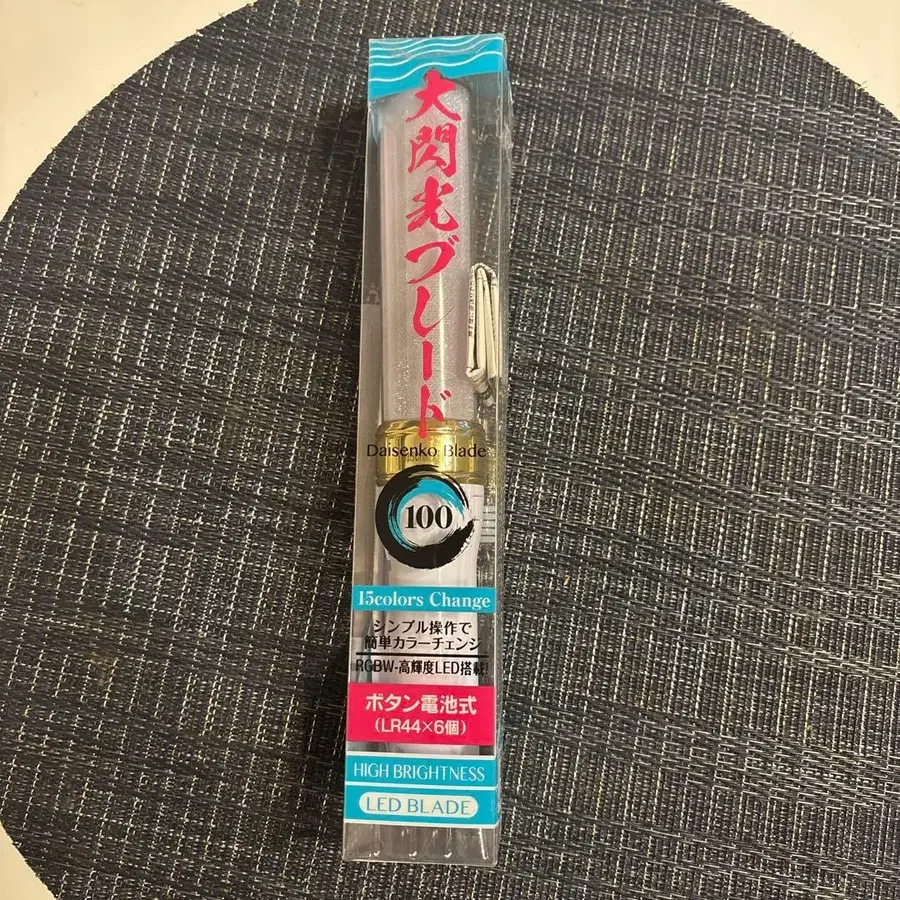 大閃光ブレード
Daisenko Blade
100
15colors Change
シンプル操作で
簡単カラーチェンジ
RGBW-高輝度LED搭載!
ボタン電池式
(LR44×6個)
HIGH BRIGHTNESS
LED BLADE